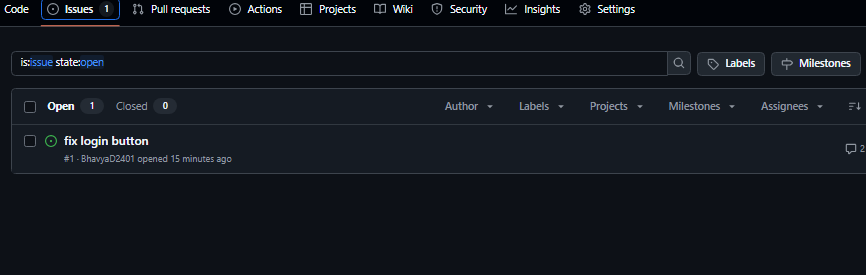 Code Issues 1 Pull requests Actions Projects Wiki Security Insights Settings
is:issue state:open Labels Milestones
Open 1 Closed 0 Author Labels Projects Milestones Assignees
fix login button
#1 · BhavyaD2401 opened 15 minutes ago 2